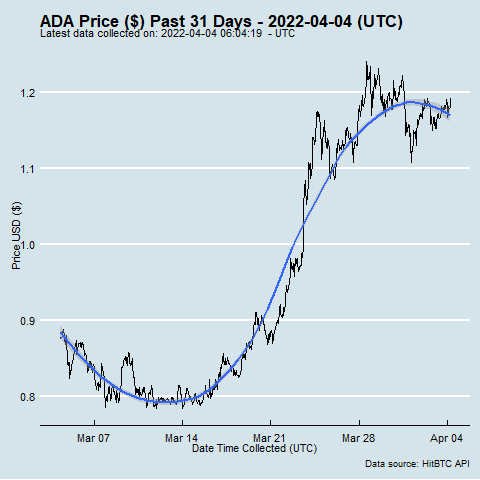 ADA Price ($) Past 31 Days - 2022-04-04 (UTC)
Latest data collected on: 2022-04-04 06:04:19 - UTC
Price USD ($)
1.2
1.1
1.0
0.9
0.8
Mar 07 Mar 14 Mar 21 Mar 28 Apr 04
Date Time Collected (UTC)
Data source: HitBTC API